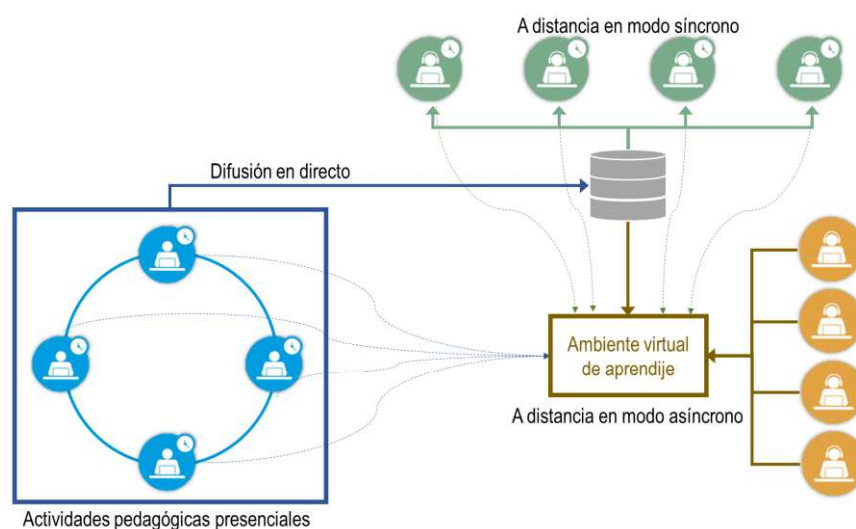 A distancia en modo síncrono
Difusión en directo
Ambiente virtual
de aprendije
A distancia en modo asíncrono
Actividades pedagógicas presenciales